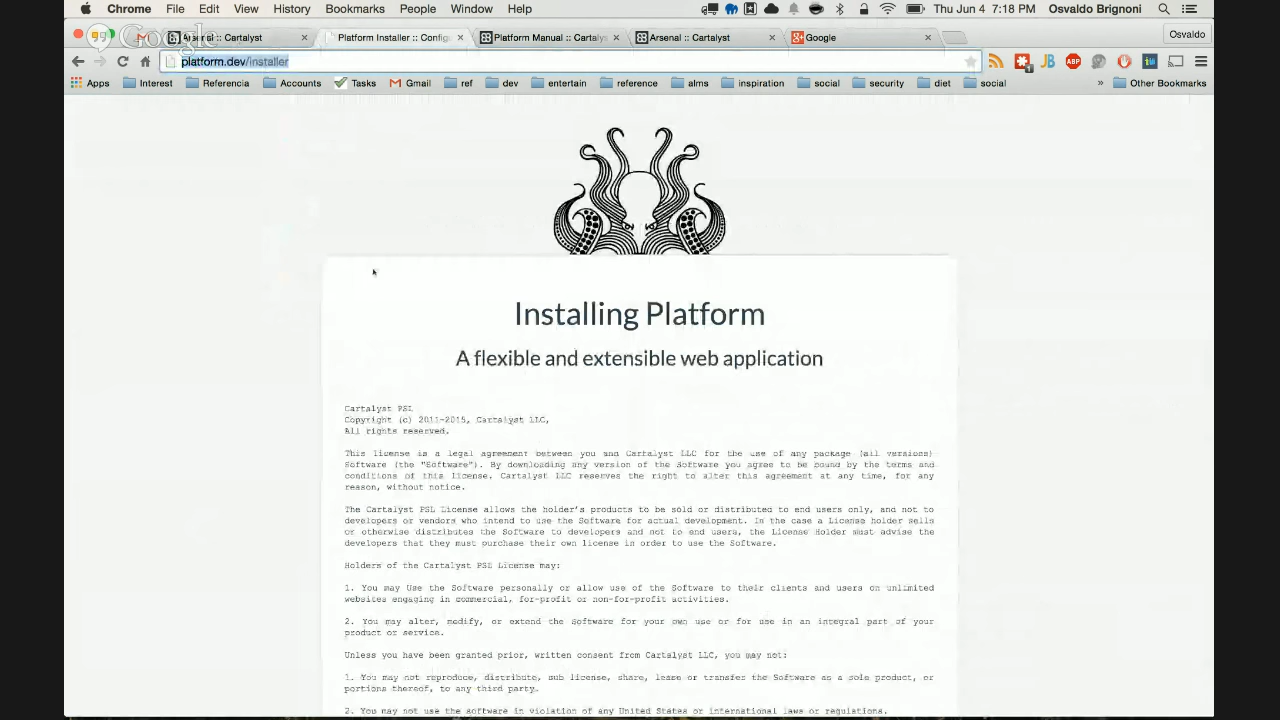 Chrome File Edit View History Bookmarks People Window Help Thu Jun 4 7:18 PM Osvaldo Brignoni
Google
Arsenal :: Cartalyst Platform Installer :: Config Platform Manual :: Cartalys Arsenal :: Cartalyst Google Osvaldo
platform.dev/installer
Apps Interest Referencia Accounts Tasks Gmail ref dev entertain reference alms inspiration social security diet social » Other Bookmarks
Installing Platform
A flexible and extensible web application
Cartalyst PSL
Copyright (c) 2011-2015, Cartalyst LLC,
All rights reserved.
This license is a legal agreement between you and Cartalyst LLC for the use of any package (all versions)
Software (the "Software"). By downloading any version of the Software you agree to be bound by the terms and
conditions of this license. Cartalyst LLC reserves the right to alter this agreement at any time, for any
reason, without notice.
The Cartalyst PSL License allows the holder's products to be sold or distributed to end users only, and not to
developers or vendors who intend to use the Software for actual development. In the case a License holder sells
or otherwise distributes the Software to developers and not to end users, the License Holder must advise the
developers that they must purchase their own license in order to use the Software.
Holders of the Cartalyst PSL License may:
1. You may Use the Software personally or allow use of the Software to their clients and users on unlimited
websites engaging in commercial, for-profit or non-for-profit activities.
2. You may alter, modify, or extend the Software for your own use or for use in an integral part of your
product or service.
Unless you have been granted prior, written consent from Cartalyst LLC, you may not:
1. You may not reproduce, distribute, sub license, share, lease or transfer the Software as a sole product, or
portions thereof, to any third party.
2. You may not use the software in violation of any United States or international laws or regulations.